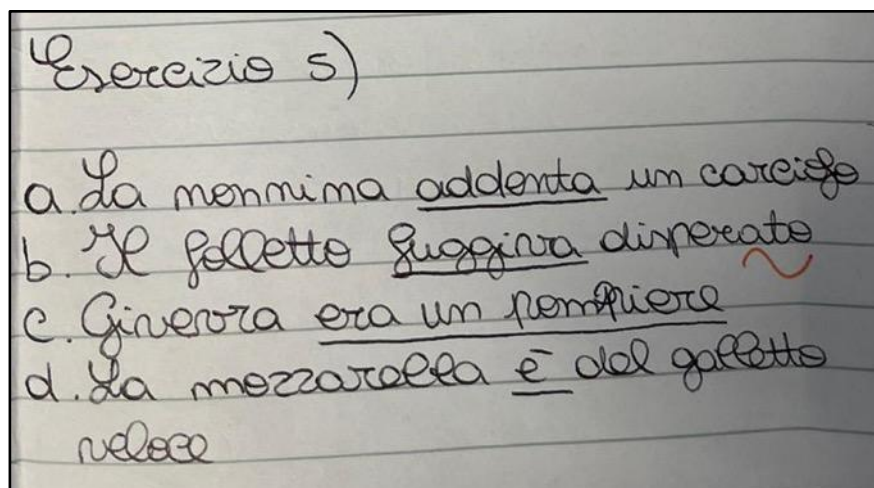 Esercizio 5)
a. La nonnina addenta un carciofo
b. Il folletto fuggiva disperato
c. Ginevra era un pompiere
d. La mozzarella è del galletto
veloce